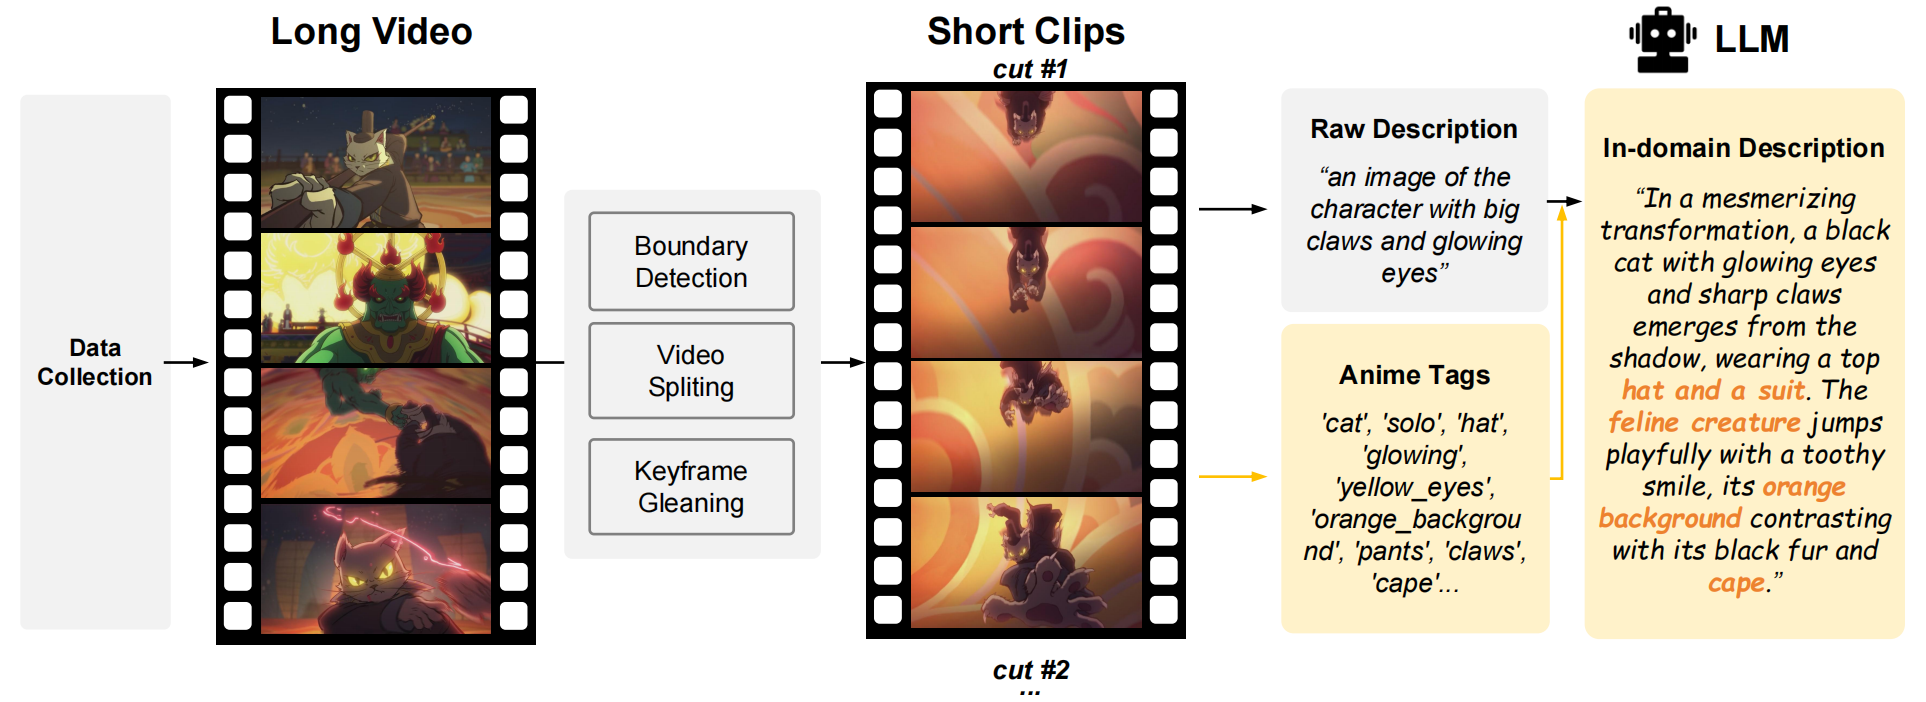 Long Video
Short Clips
cut #1
LLM
Data
Collection
Boundary
Detection
Video
Spliting
Keyframe
Gleaning
cut #2
...
Raw Description
“an image of the
character with big
claws and glowing
eyes”
Anime Tags
'cat', 'solo', 'hat',
'glowing',
'yellow_eyes',
'orange_backgrou
nd', 'pants', 'claws',
'cape'...
In-domain Description
“In a mesmerizing
transformation, a black
cat with glowing eyes
and sharp claws
emerges from the
shadow, wearing a top
hat and a suit. The
feline creature jumps
playfully with a toothy
smile, its orange
background contrasting
with its black fur and
cape.”